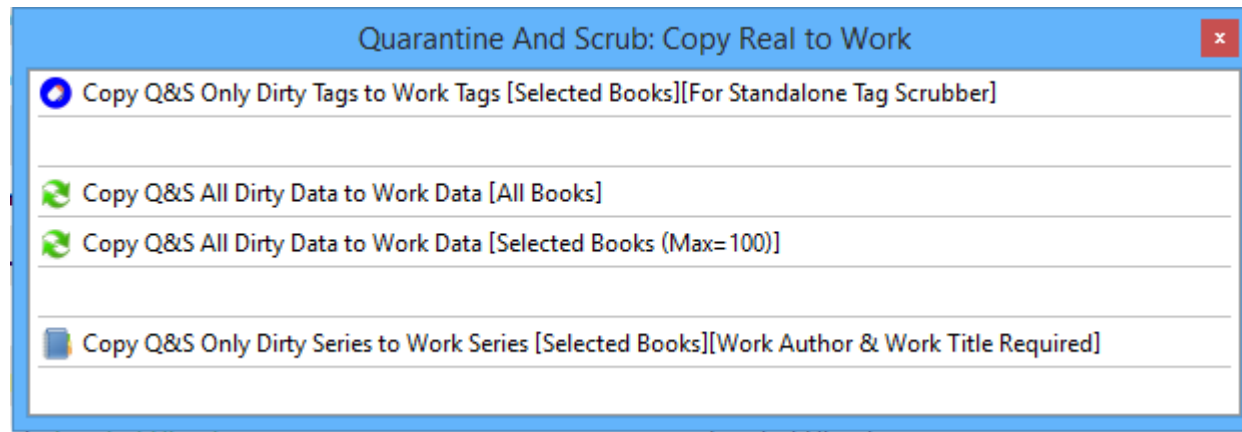 Quarantine And Scrub: Copy Real to Work
x
Copy Q&S Only Dirty Tags to Work Tags [Selected Books][For Standalone Tag Scrubber]
Copy Q&S All Dirty Data to Work Data [All Books]
Copy Q&S All Dirty Data to Work Data [Selected Books (Max=100)]
Copy Q&S Only Dirty Series to Work Series [Selected Books][Work Author & Work Title Required]